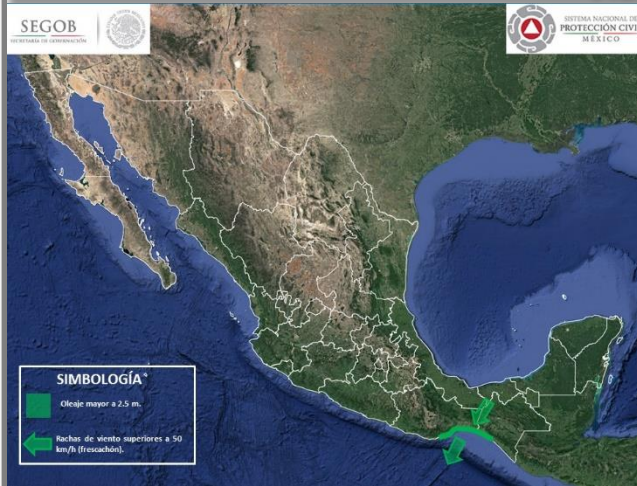 SEGOB
SECRETARÍA DE GOBERNACIÓN
SISTEMA NACIONAL DE
PROTECCIÓN CIVI
MÉXICO
SIMBOLOGÍA
Oleaje mayor a 2.5 m.
Rachas de viento superiores a 50
km/h (frescachón).